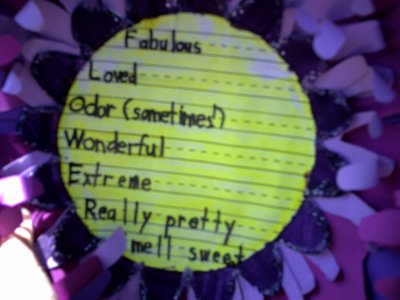 Fabulous
Loved
Odor (sometimes!)
Wonderful
Extreme
Really pretty
mell sweet